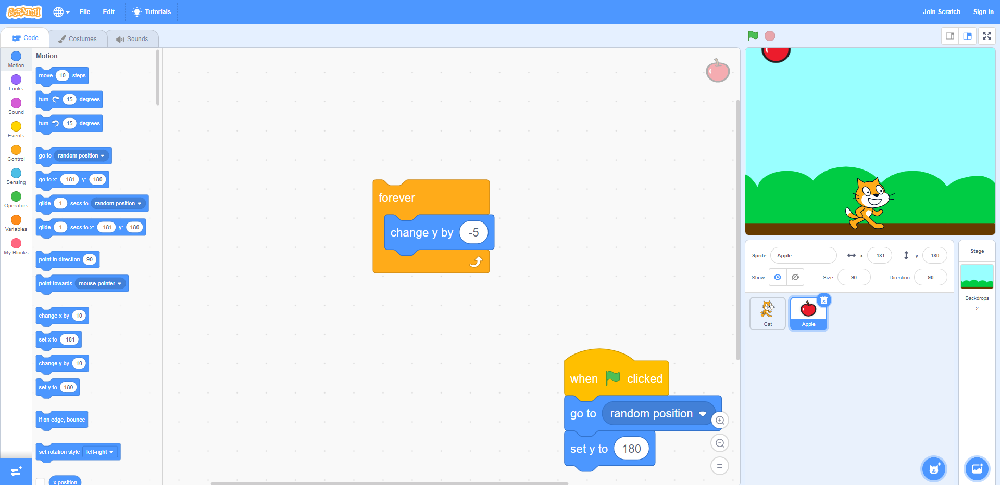 SCRATCH
File
Edit
Tutorials
Join Scratch
Sign in
Code
Costumes
Sounds
Motion
Looks
Sound
Events
Control
Sensing
Operators
Variables
My Blocks
Motion
move 10 steps
turn 15 degrees
turn 15 degrees
go to random position
go to x: -181 y: 180
glide 1 secs to random position
glide 1 secs to x: -181 y: 180
point in direction 90
point towards mouse-pointer
change x by 10
set x to -181
change y by 10
set y to 180
if on edge, bounce
set rotation style left-right
x position
forever
change y by -5
when clicked
go to random position
set y to 180
Sprite Apple x -181 y 180
Show Size 90 Direction 90
Cat
Apple
Stage
Backdrops
2